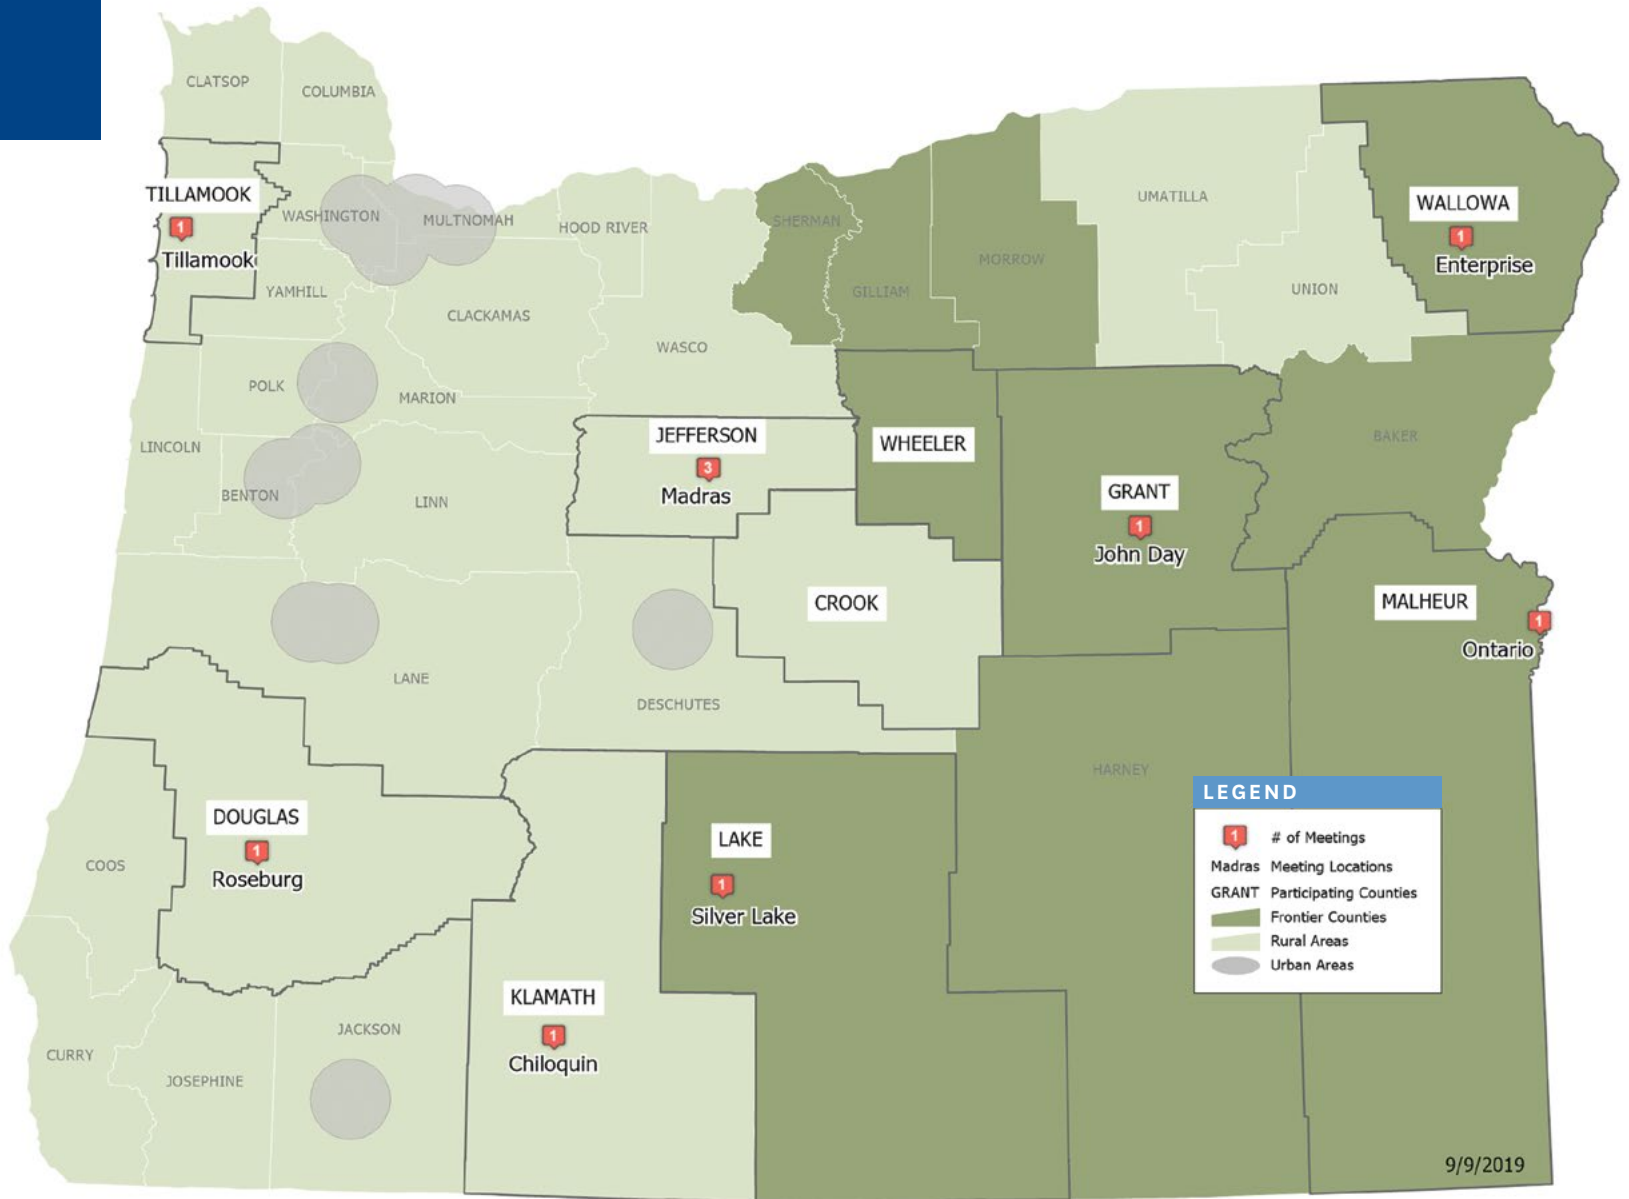 CLATSOP
COLUMBIA
TILLAMOOK
1
Tillamook
WASHINGTON
MULTNOMAH
HOOD RIVER
SHERMAN
UMATILLA
WALLOWA
1
Enterprise
YAMHILL
CLACKAMAS
WASCO
GILLIAM
MORROW
UNION
POLK
MARION
LINCOLN
BENTON
LINN
JEFFERSON
3
Madras
WHEELER
GRANT
1
John Day
BAKER
CROOK
MALHEUR
1
Ontario
LANE
DESCHUTES
HARNEY
DOUGLAS
1
Roseburg
COOS
LAKE
1
Silver Lake
KLAMATH
1
Chiloquin
CURRY
JOSEPHINE
JACKSON
LEGEND
1 # of Meetings
Madras Meeting Locations
GRANT Participating Counties
Frontier Counties
Rural Areas
Urban Areas
9/9/2019